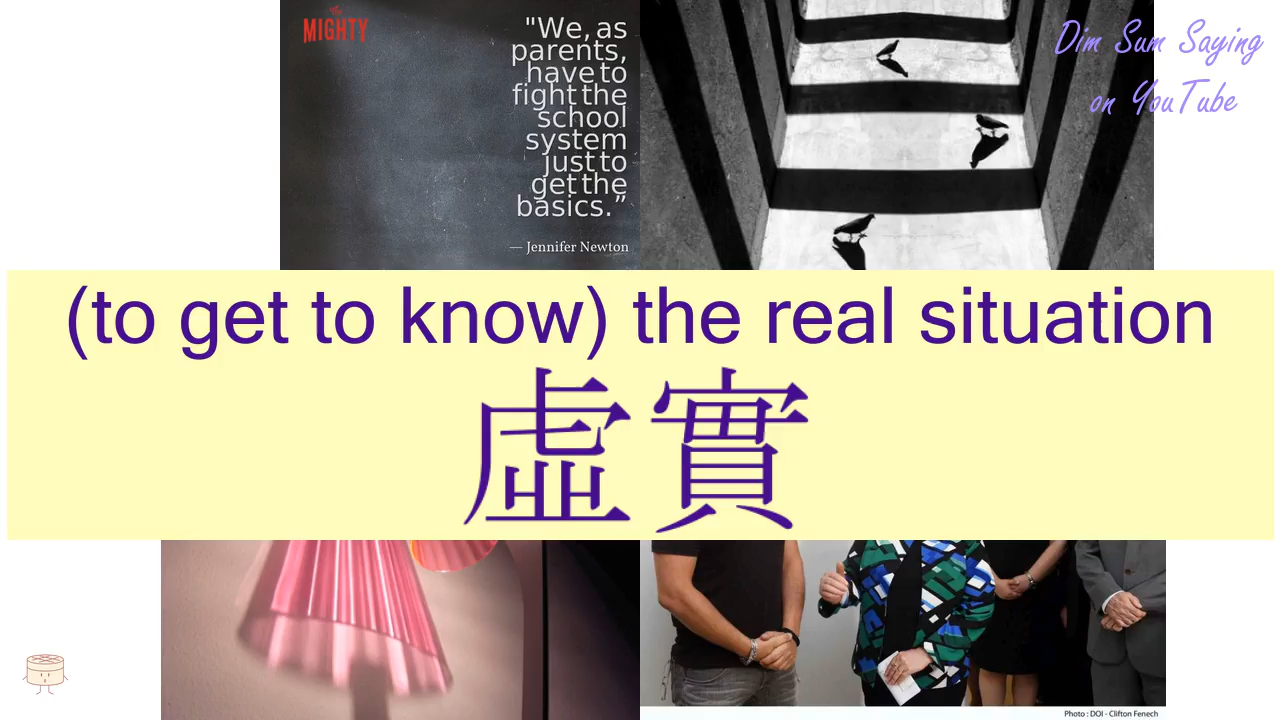 The
MIGHTY
"We, as
parents,
have to
fight the
school
system
just to
get the
basics.”
— Jennifer Newton
Dim Sum Saying
on YouTube
(to get to know) the real situation
虛實
Photo : DOI - Clifton Fenech